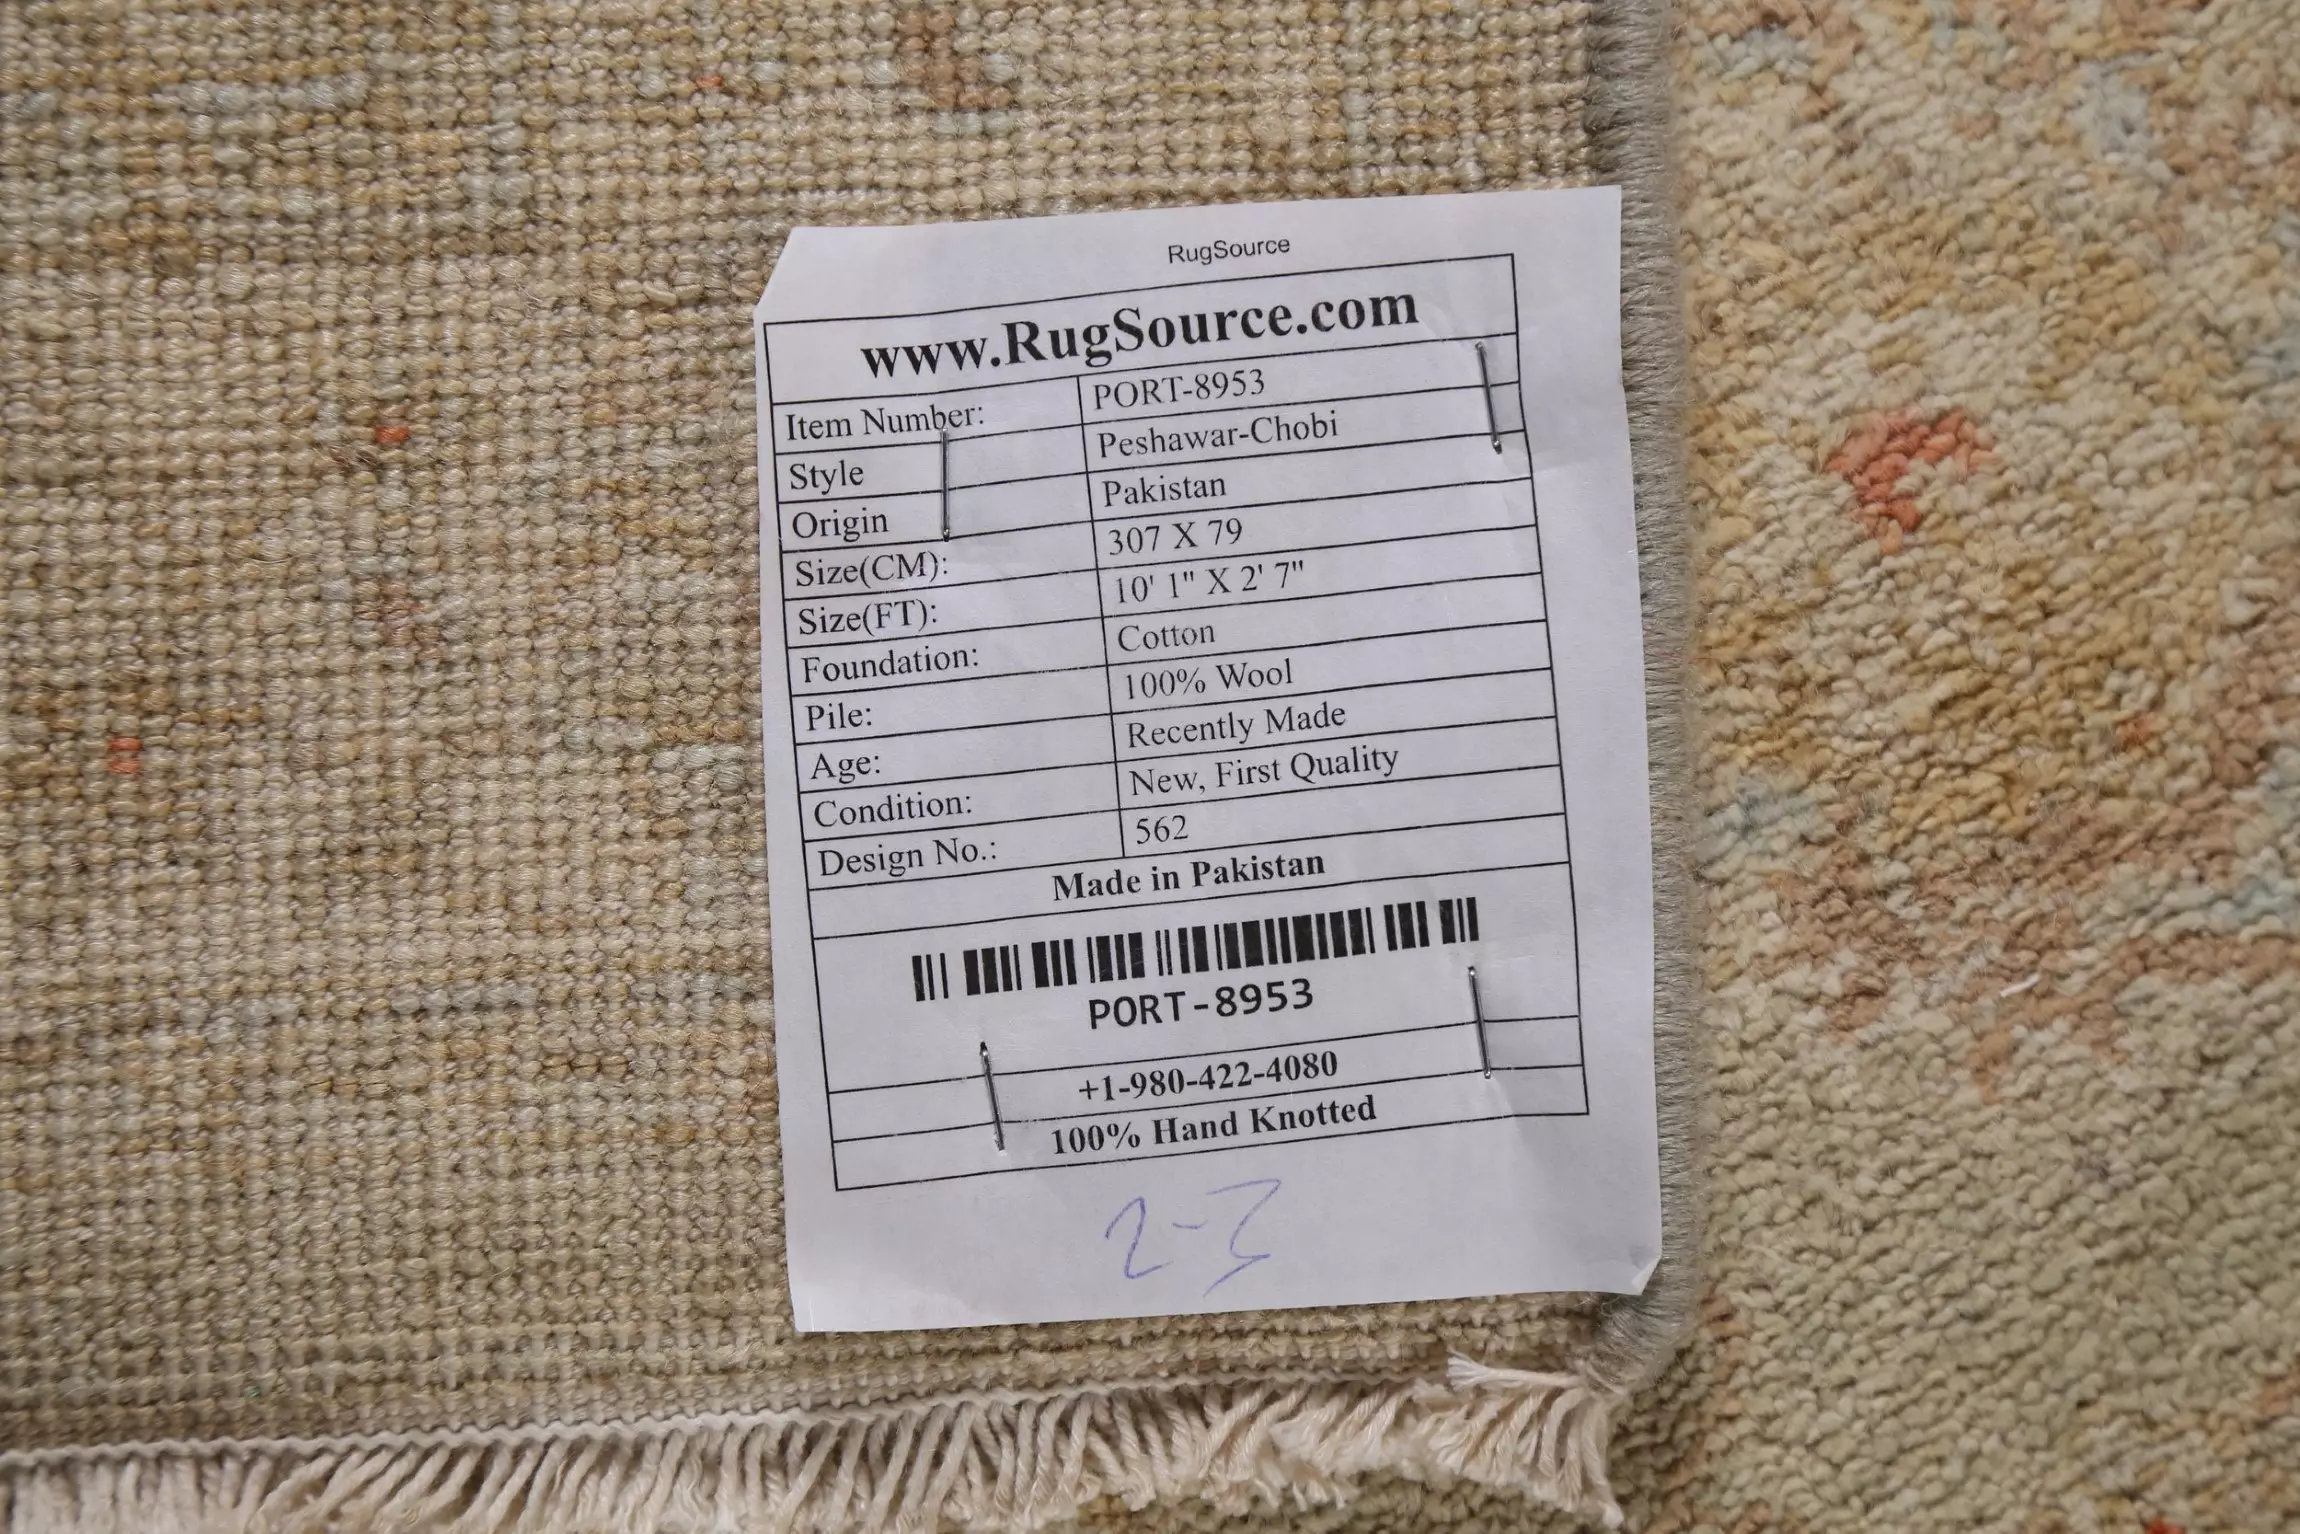 RugSource
www.RugSource.com
Item Number: PORT-8953
Style Peshawar-Chobi
Origin Pakistan
Size(CM): 307 X 79
Size(FT): 10' 1" X 2' 7"
Foundation: Cotton
Pile: 100% Wool
Age: Recently Made
Condition: New, First Quality
Design No.: 562
Made in Pakistan
PORT-8953
+1-980-422-4080
100% Hand Knotted
2-3